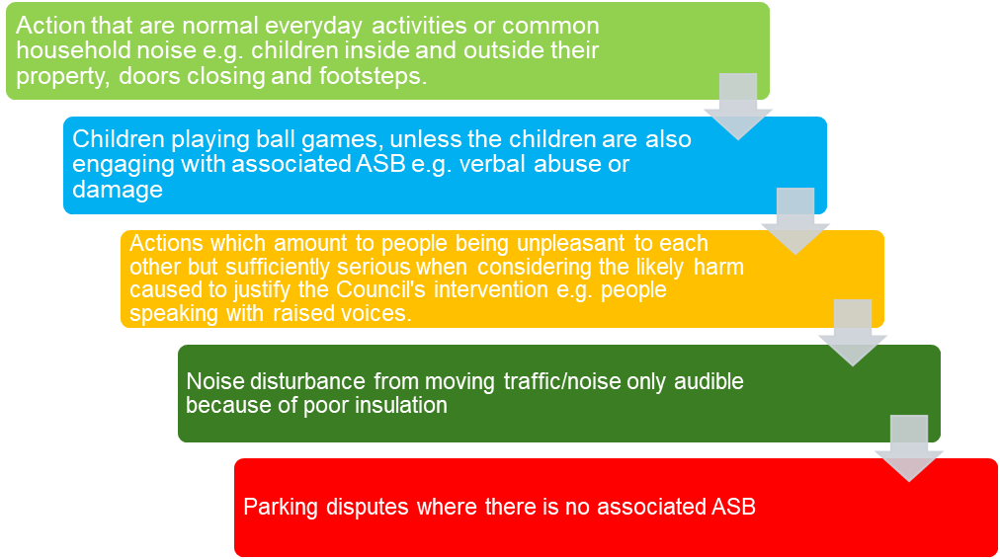 Action that are normal everyday activities or common
household noise e.g. children inside and outside their
property, doors closing and footsteps.
Children playing ball games, unless the children are also
engaging with associated ASB e.g. verbal abuse or
damage
Actions which amount to people being unpleasant to each
other but sufficiently serious when considering the likely harm
caused to justify the Council's intervention e.g. people
speaking with raised voices.
Noise disturbance from moving traffic/noise only audible
because of poor insulation
Parking disputes where there is no associated ASB